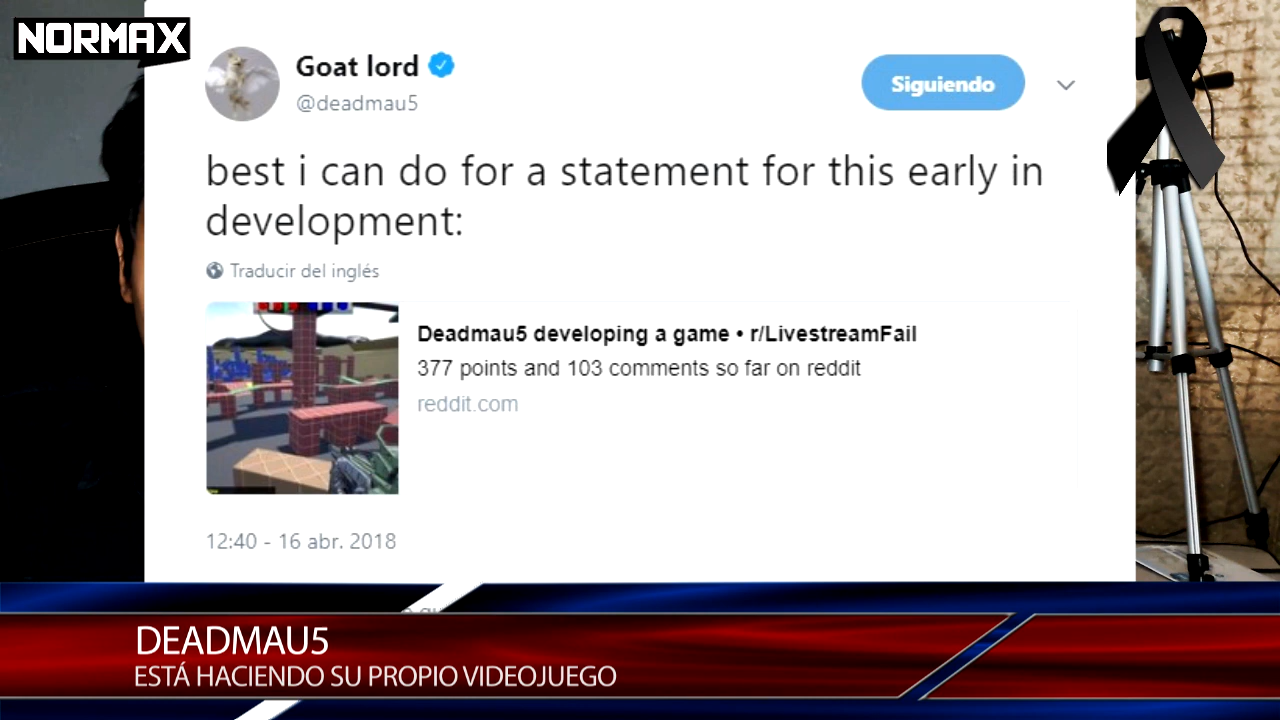 NORMAX
Goat lord
@deadmau5
Siguiendo
best i can do for a statement for this early in
development:
Traducir del inglés
Deadmau5 developing a game • r/LivestreamFail
377 points and 103 comments so far on reddit
reddit.com
12:40 - 16 abr. 2018
DEADMAU5
ESTÁ HACIENDO SU PROPIO VIDEOJUEGO